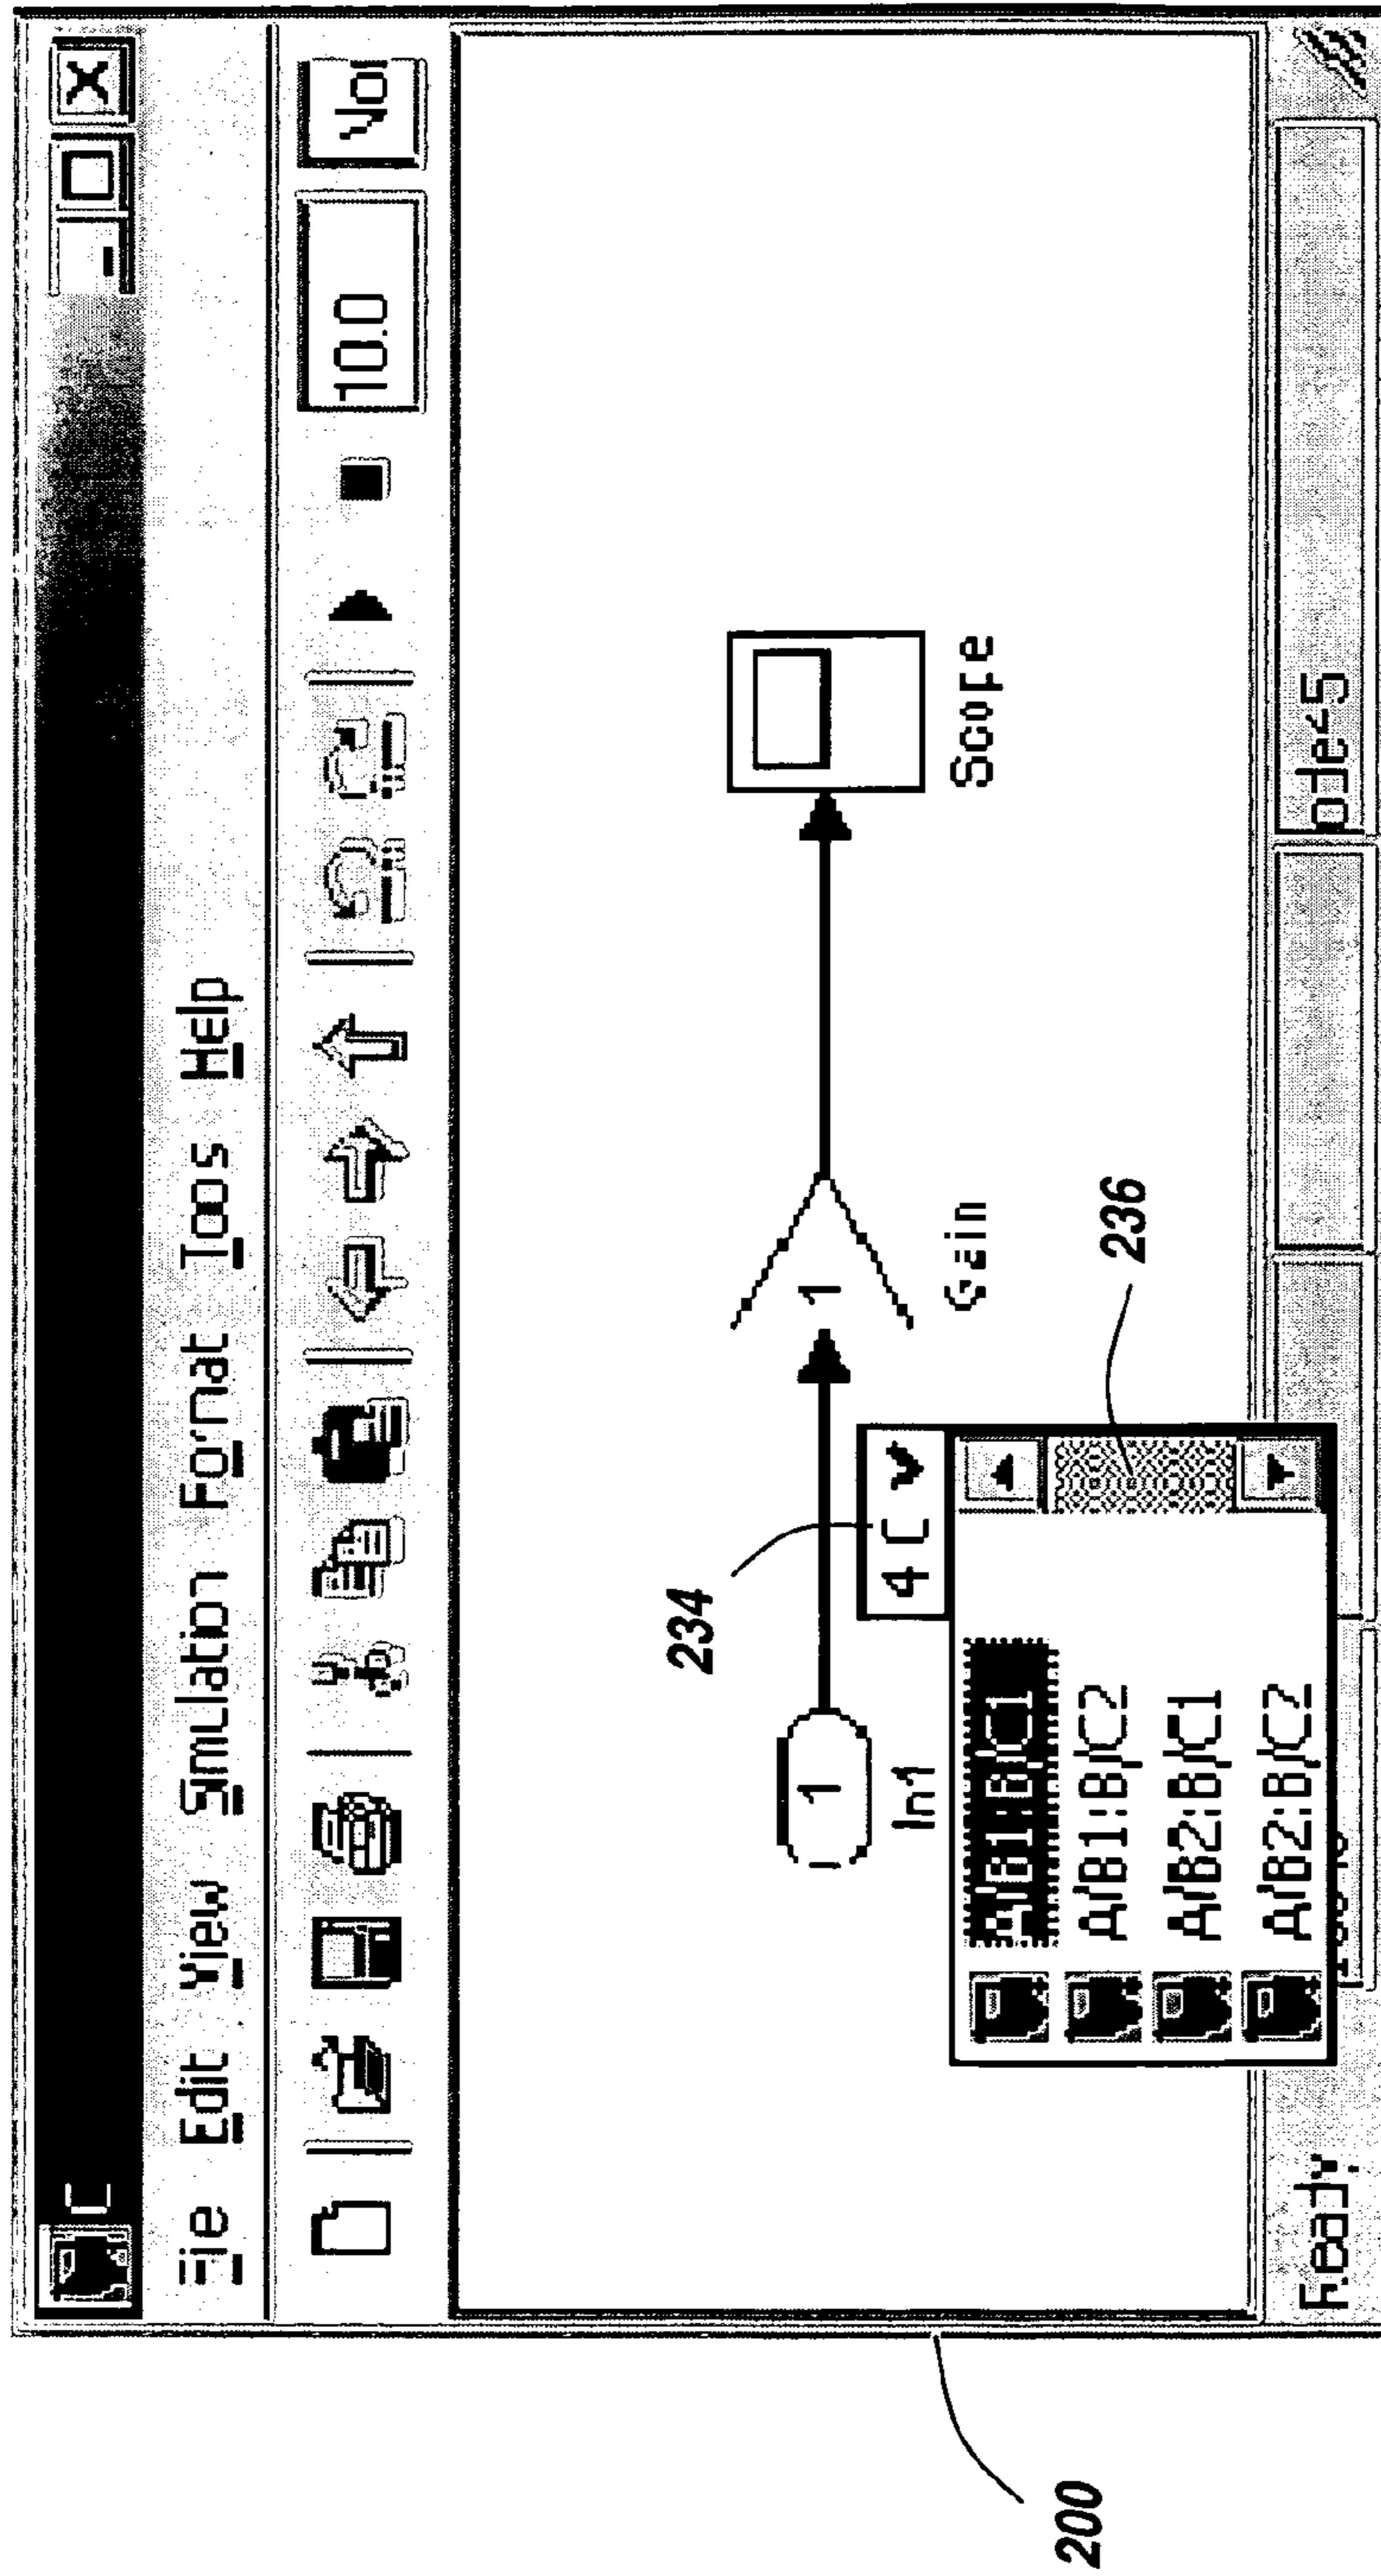 C
File Edit View Simulation Format Tools Help
10.0
1
1
In1
Gain
Scope
234
4 C
A/B1:B/C1
A/B1:B/C2
A/B2:B/C1
A/B2:B/C2
236
Ready
ode45
200